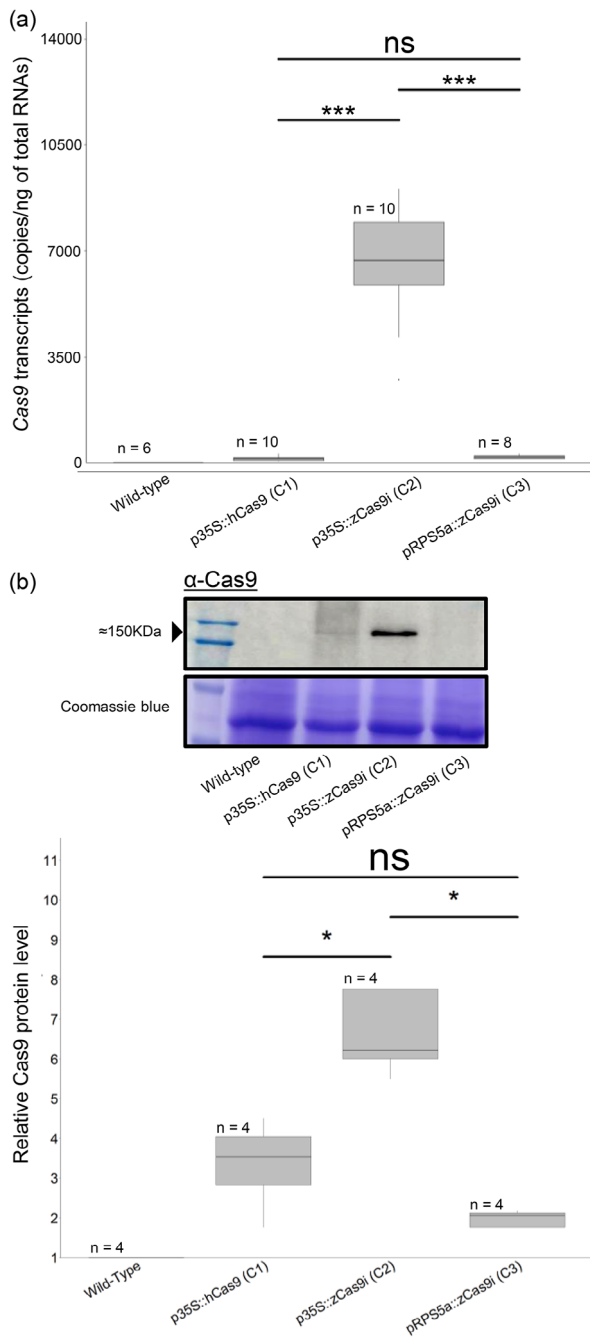 (a)
14000
10500
7000
3500
0
Cas9 transcripts (copies/ng of total RNAs)
ns
***
***
n = 6
n = 10
n = 10
n = 8
Wild-type
p35S::hCas9 (C1)
p35S::zCas9i (C2)
pRPS5a::zCas9i (C3)
(b)
α-Cas9
≈150KDa
Coomassie blue
Wild-type
p35S::hCas9 (C1)
p35S::zCas9i (C2)
pRPS5a::zCas9i (C3)
11
10
9
8
7
6
5
4
3
2
1
Relative Cas9 protein level
ns
*
*
n = 4
n = 4
n = 4
n = 4
Wild-Type
p35S::hCas9 (C1)
p35S::zCas9i (C2)
pRPS5a::zCas9i (C3)